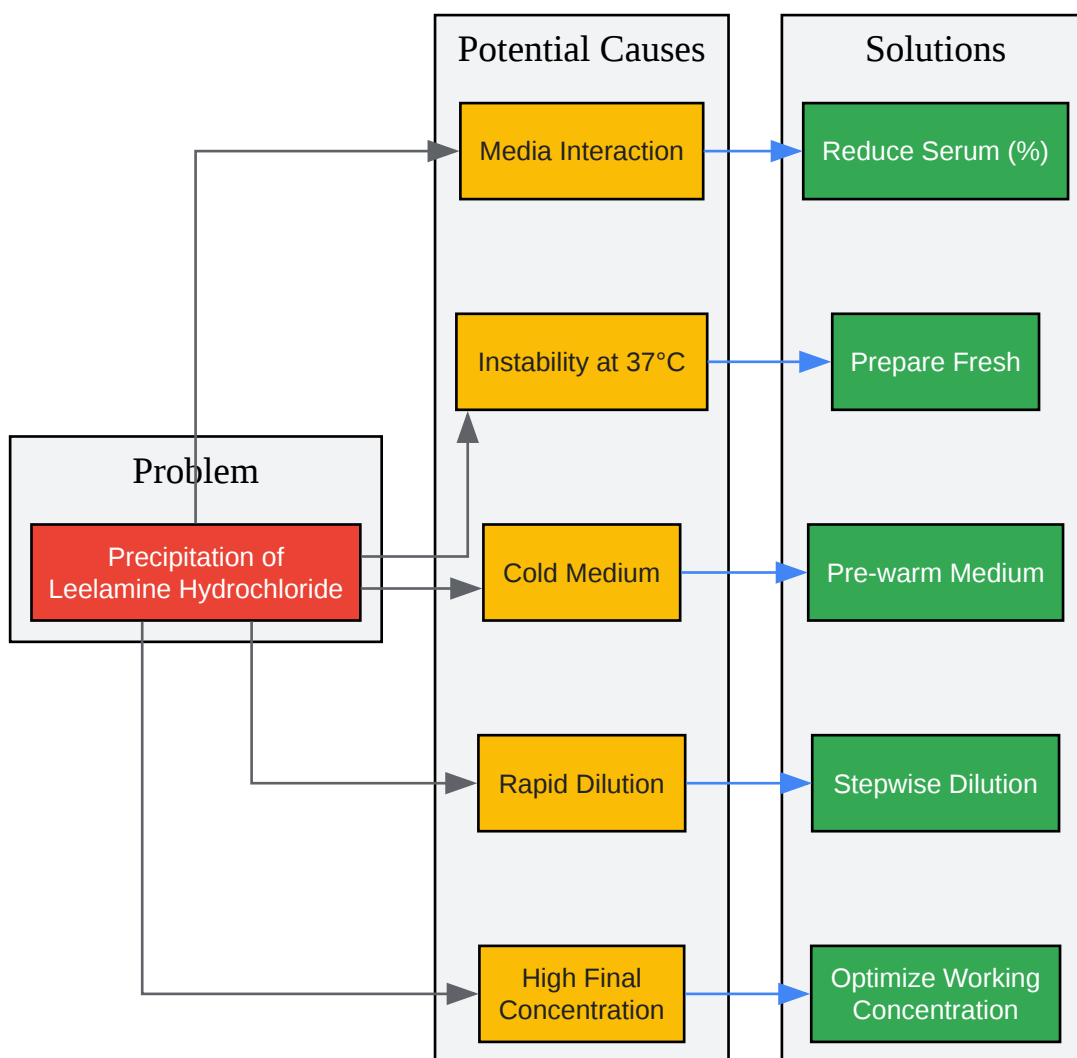 Potential Causes
Solutions
Media Interaction
Reduce Serum (%)
Instability at 37°C
Prepare Fresh
Problem
Precipitation of
Leelamine Hydrochloride
Cold Medium
Pre-warm Medium
Rapid Dilution
Stepwise Dilution
High Final
Concentration
Optimize Working
Concentration